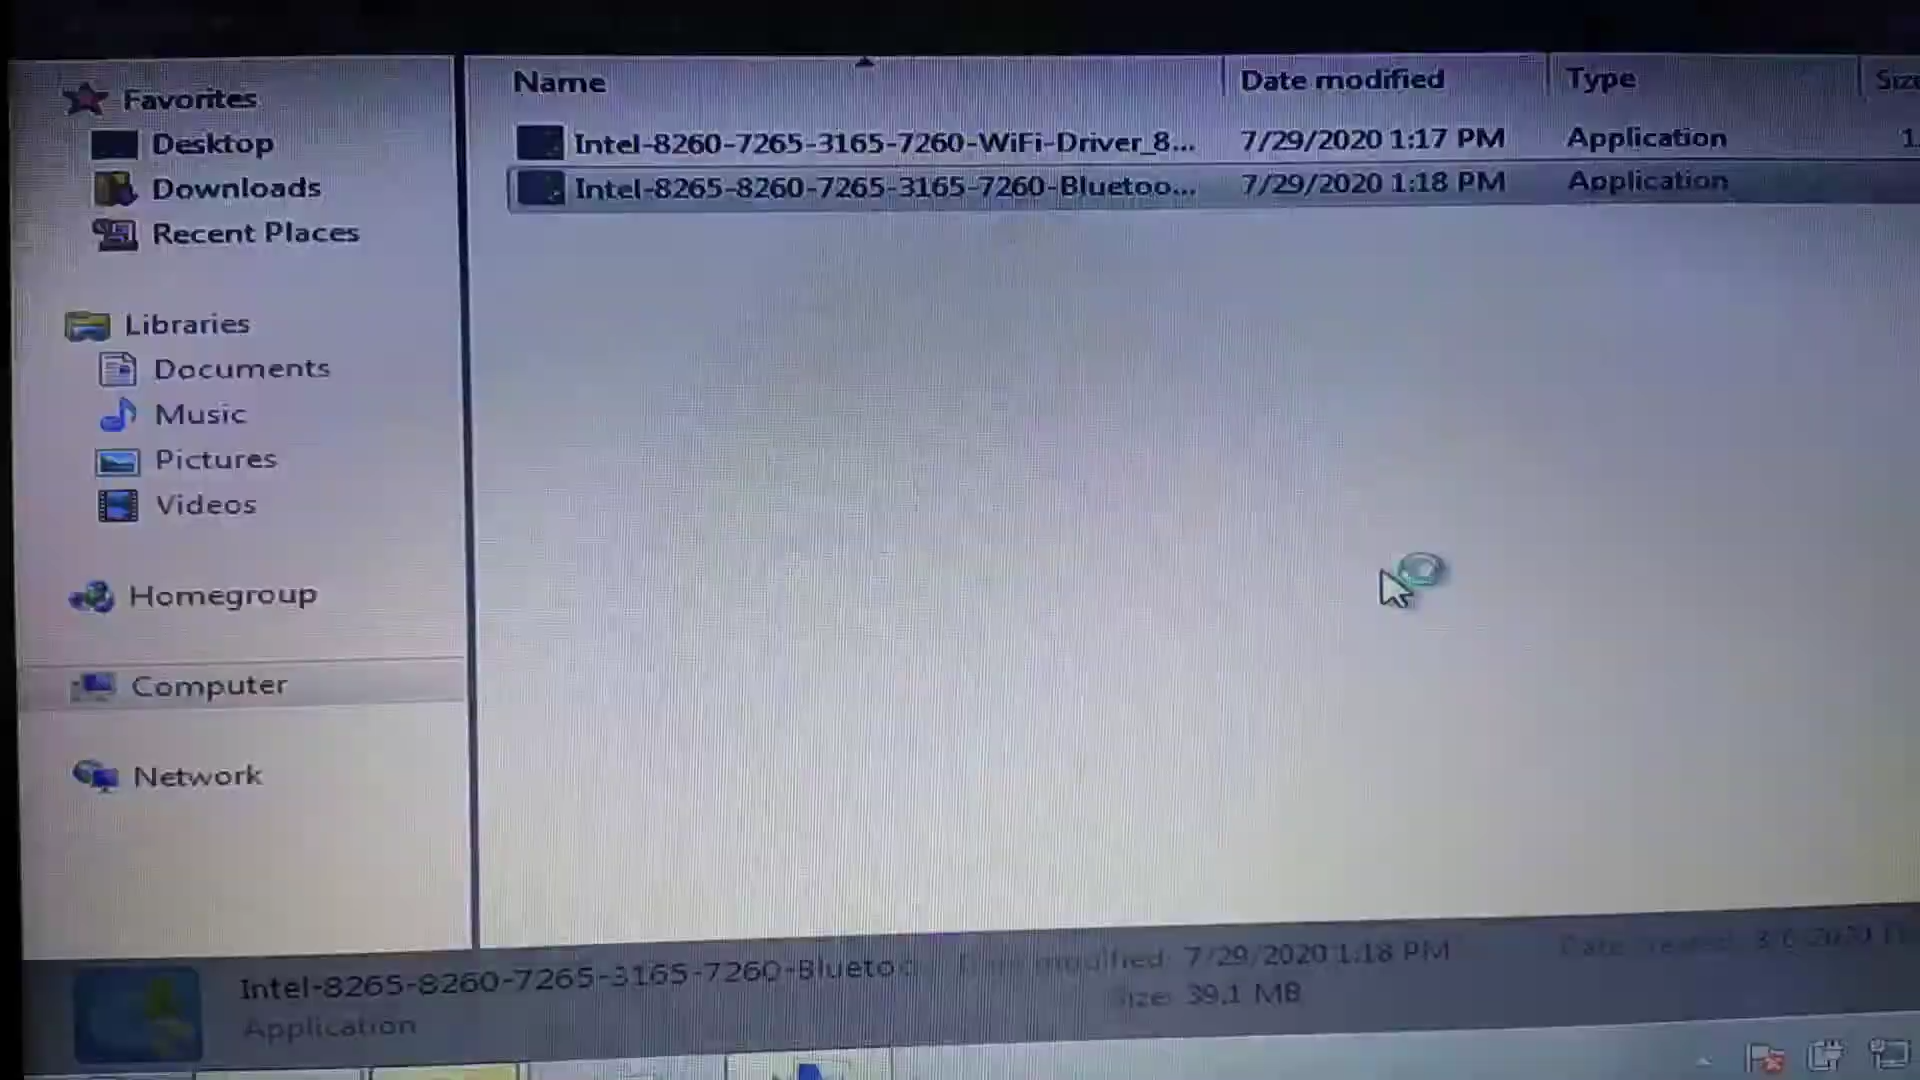 Name
Date modified
Type
Favorites
Desktop
Downloads
Recent Places
Libraries
Documents
Music
Pictures
Videos
Homegroup
Computer
Network
Intel-8260-7265-3165-7260-WiFi-Driver_8... 7/29/2020 1:17 PM Application 1.
Intel-8265-8260-7265-3165-7260-Bluetoo... 7/29/2020 1:18 PM Application
Intel-8265-8260-7265-3165-7260-Bluetoo Date modified: 7/29/2020 1:18 PM Date created:
Application Size: 39.1 MB